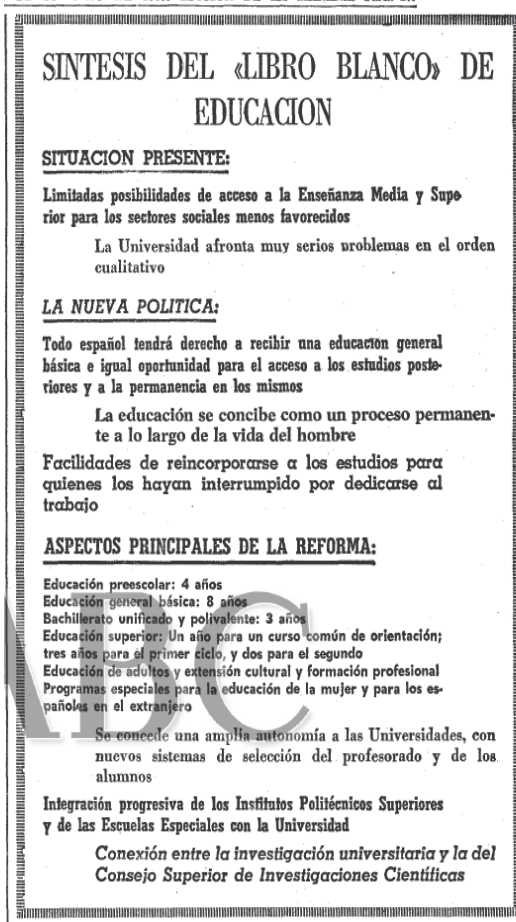 SINTESIS DEL «LIBRO BLANCO» DE
EDUCACION
SITUACION PRESENTE:
Limitadas posibilidades de acceso a la Enseñanza Media y Supe-
rior para los sectores sociales menos favorecidos
La Universidad afronta muy serios problemas en el orden
cualitativo
LA NUEVA POLITICA:
Todo español tendrá derecho a recibir una educación general
básica e igual oportunidad para el acceso a los estudios poste-
riores y a la permanencia en los mismos
La educación se concibe como un proceso permanen-
te a lo largo de la vida del hombre
Facilidades de reincorporarse a los estudios para
quienes los hayan interrumpido por dedicarse al
trabajo
ASPECTOS PRINCIPALES DE LA REFORMA:
Educación preescolar: 4 años
Educación general básica: 8 años
Bachillerato unificado y polivalente: 3 años
Educación superior: Un año para un curso común de orientación;
tres años para el primer ciclo, y dos para el segundo
Educación de adultos y extensión cultural y formación profesional
Programas especiales para la educación de la mujer y para los es-
pañoles en el extranjero
ABC
Se concede una amplia autonomía a las Universidades, con
nuevos sistemas de selección del profesorado y de los
alumnos
Integración progresiva de los Institutos Politécnicos Superiores
y de las Escuelas Especiales con la Universidad
Conexión entre la investigación universitaria y la del
Consejo Superior de Investigaciones Científicas